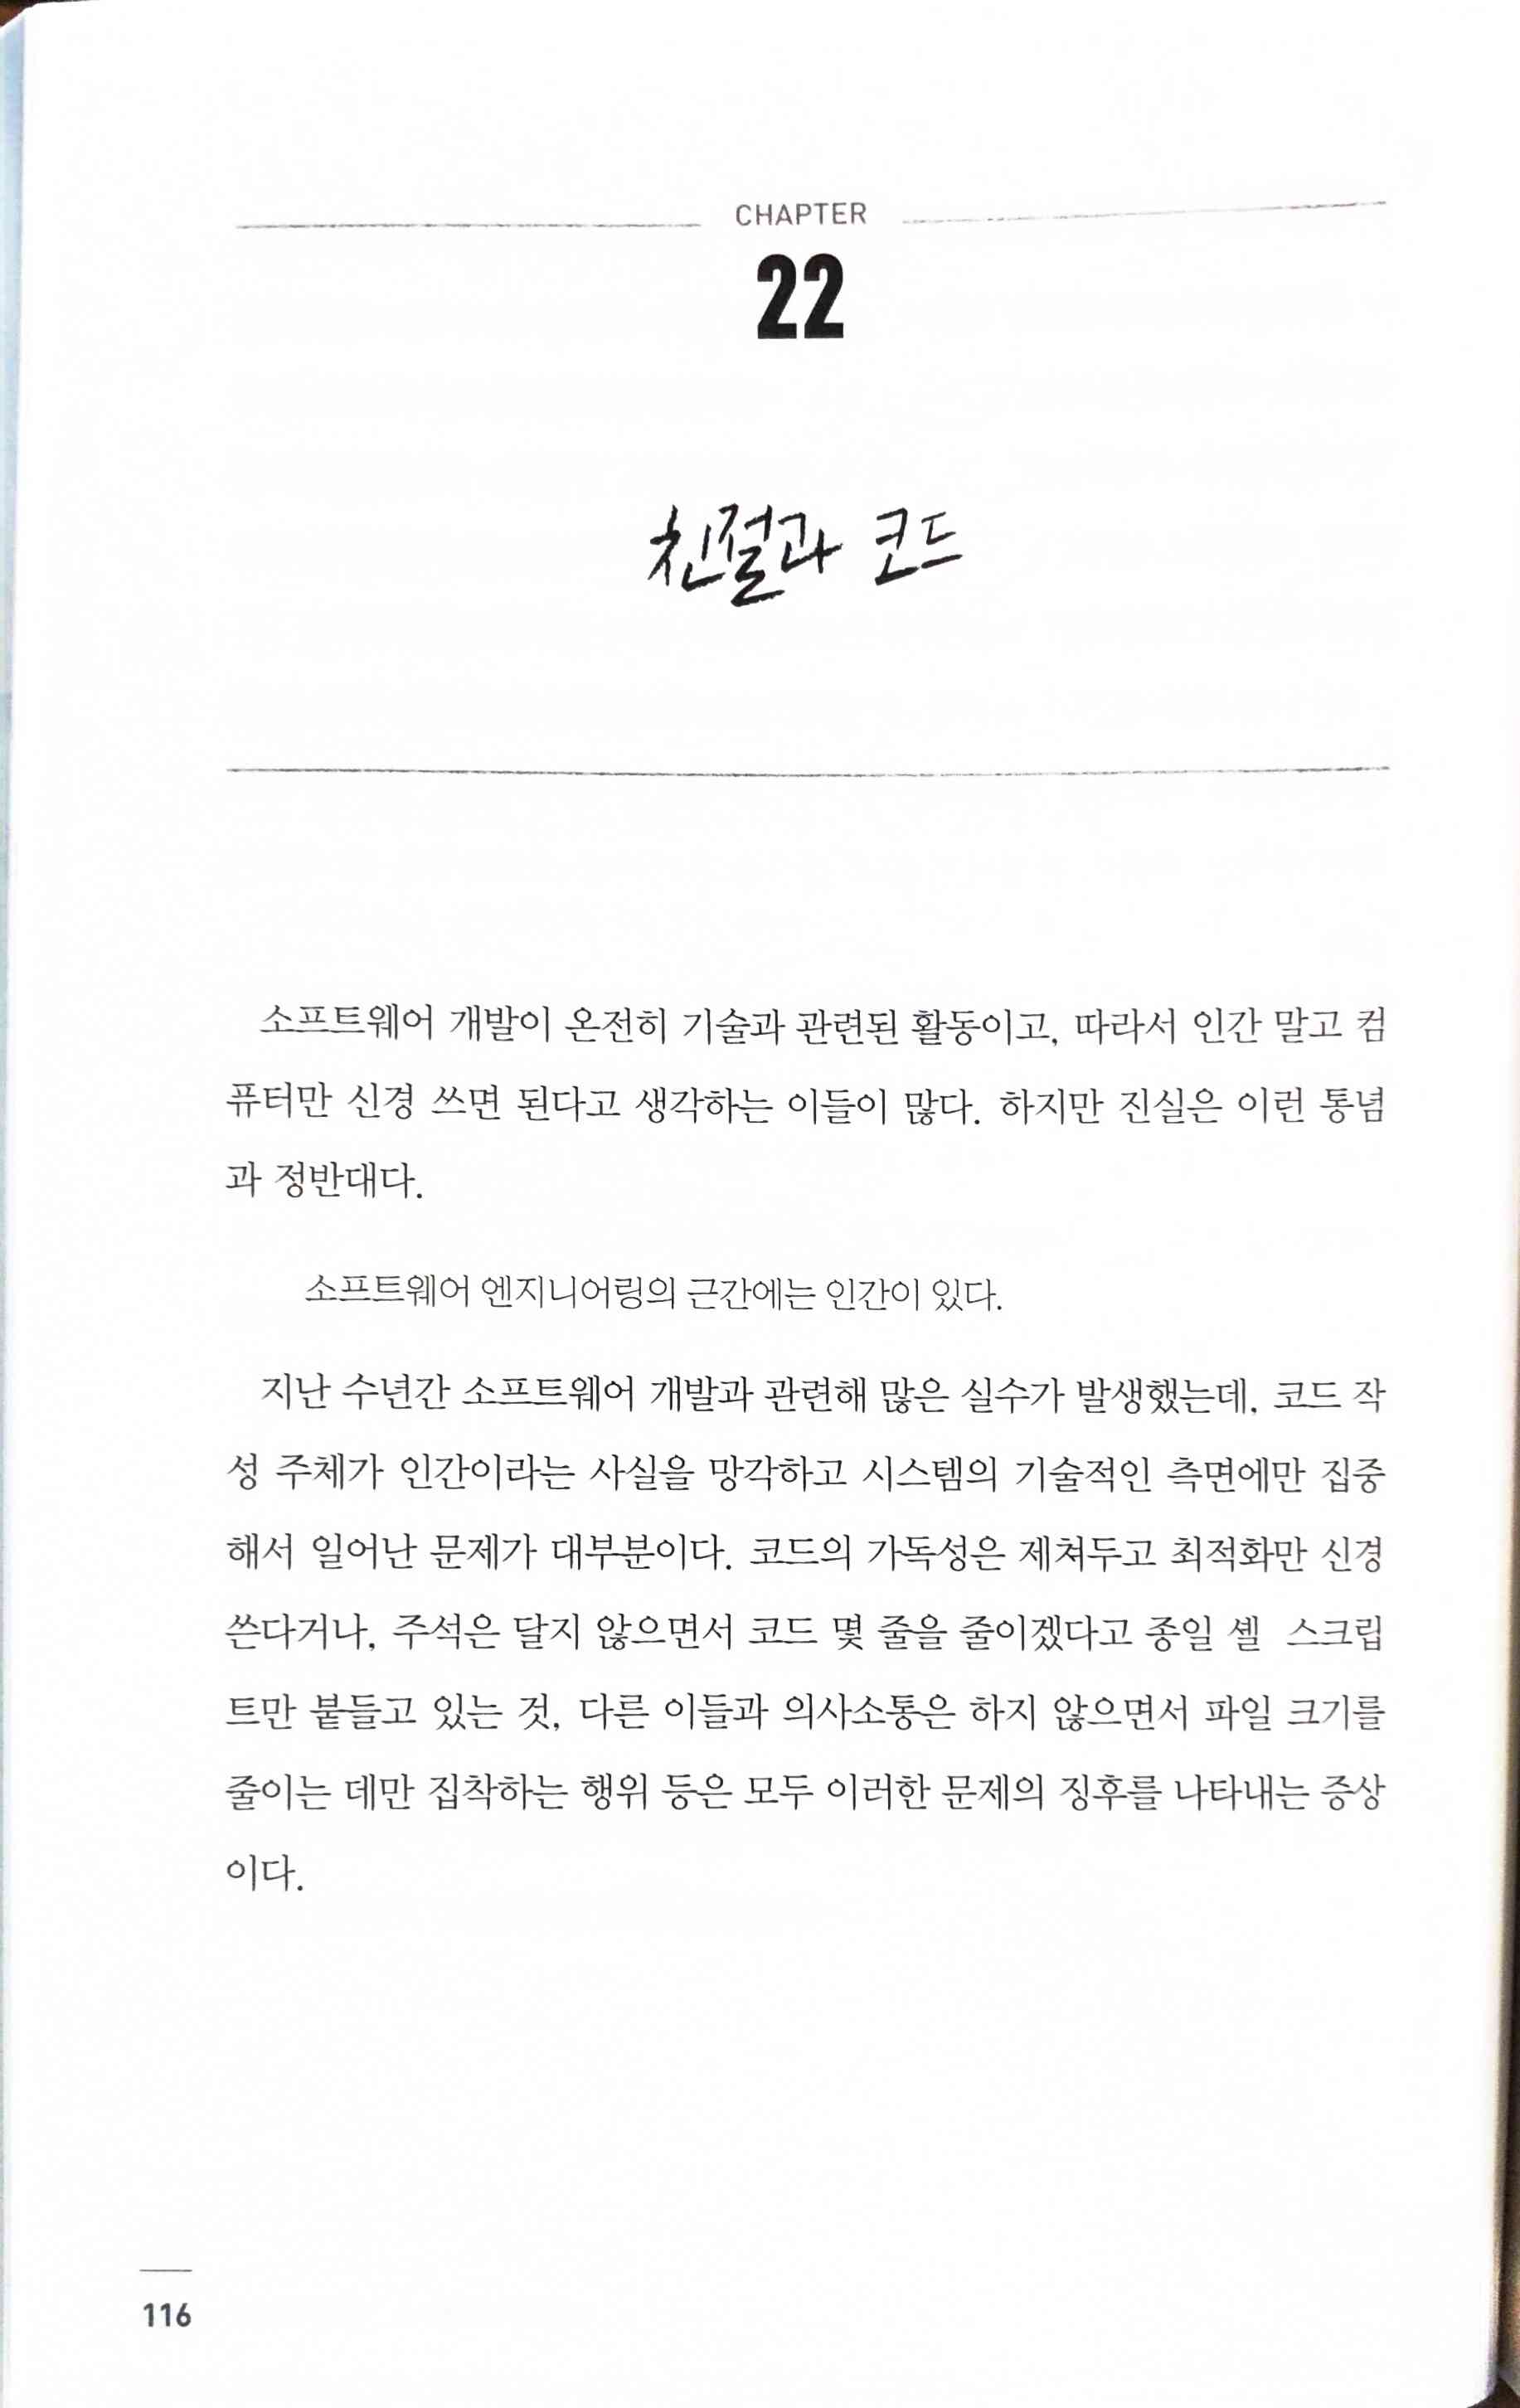 CHAPTER
22
친절과 코드
소프트웨어 개발이 온전히 기술과 관련된 활동이고, 따라서 인간 말고 컴
퓨터만 신경 쓰면 된다고 생각하는 이들이 많다. 하지만 진실은 이런 통념
과 정반대다.
소프트웨어 엔지니어링의 근간에는 인간이 있다.
지난 수년간 소프트웨어 개발과 관련해 많은 실수가 발생했는데, 코드 작
성 주체가 인간이라는 사실을 망각하고 시스템의 기술적인 측면에만 집중
해서 일어난 문제가 대부분이다. 코드의 가독성은 제쳐두고 최적화만 신경
쓴다거나, 주석은 달지 않으면서 코드 몇 줄을 줄이겠다고 종일 셸 스크립
트만 붙들고 있는 것, 다른 이들과 의사소통은 하지 않으면서 파일 크기를
줄이는 데만 집착하는 행위 등은 모두 이러한 문제의 징후를 나타내는 증상
이다.
116